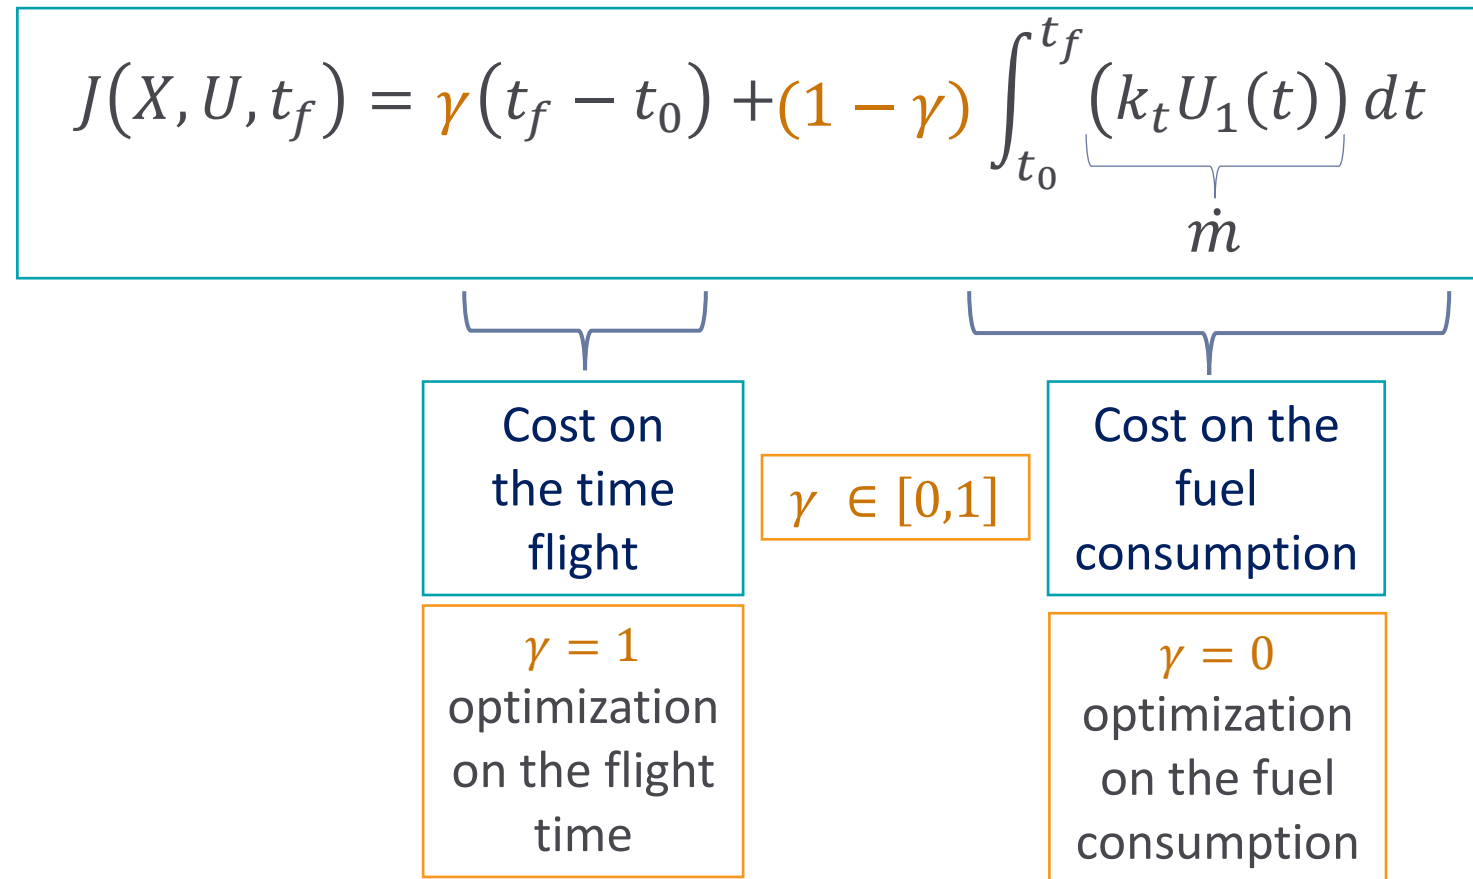 J(X, U, t_f) = γ(t_f − t_0) +(1 − γ) ∫_{t_0}^{t_f} (k_t U_1(t)) dt
ṁ
Cost on
the time
flight
γ ∈ [0,1]
Cost on the
fuel
consumption
γ = 1
optimization
on the flight
time
γ = 0
optimization
on the fuel
consumption